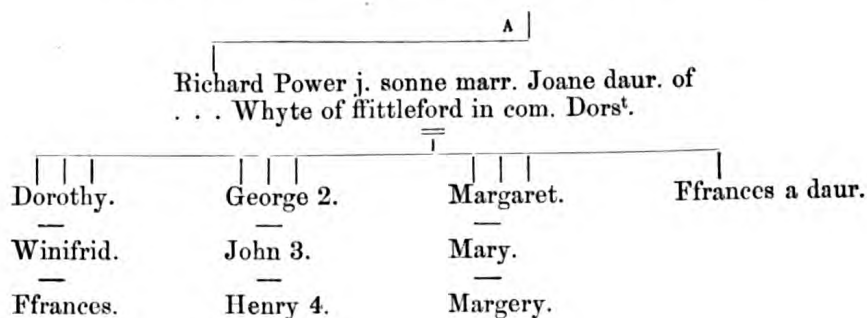 A
Richard Power j. sonne marr. Joane daur. of
. . . Whyte of ffittleford in com. Dorsᵗ.
Dorothy. George 2. Margaret. Ffrances a daur.
Winifrid. John 3. Mary.
Ffrances. Henry 4. Margery.